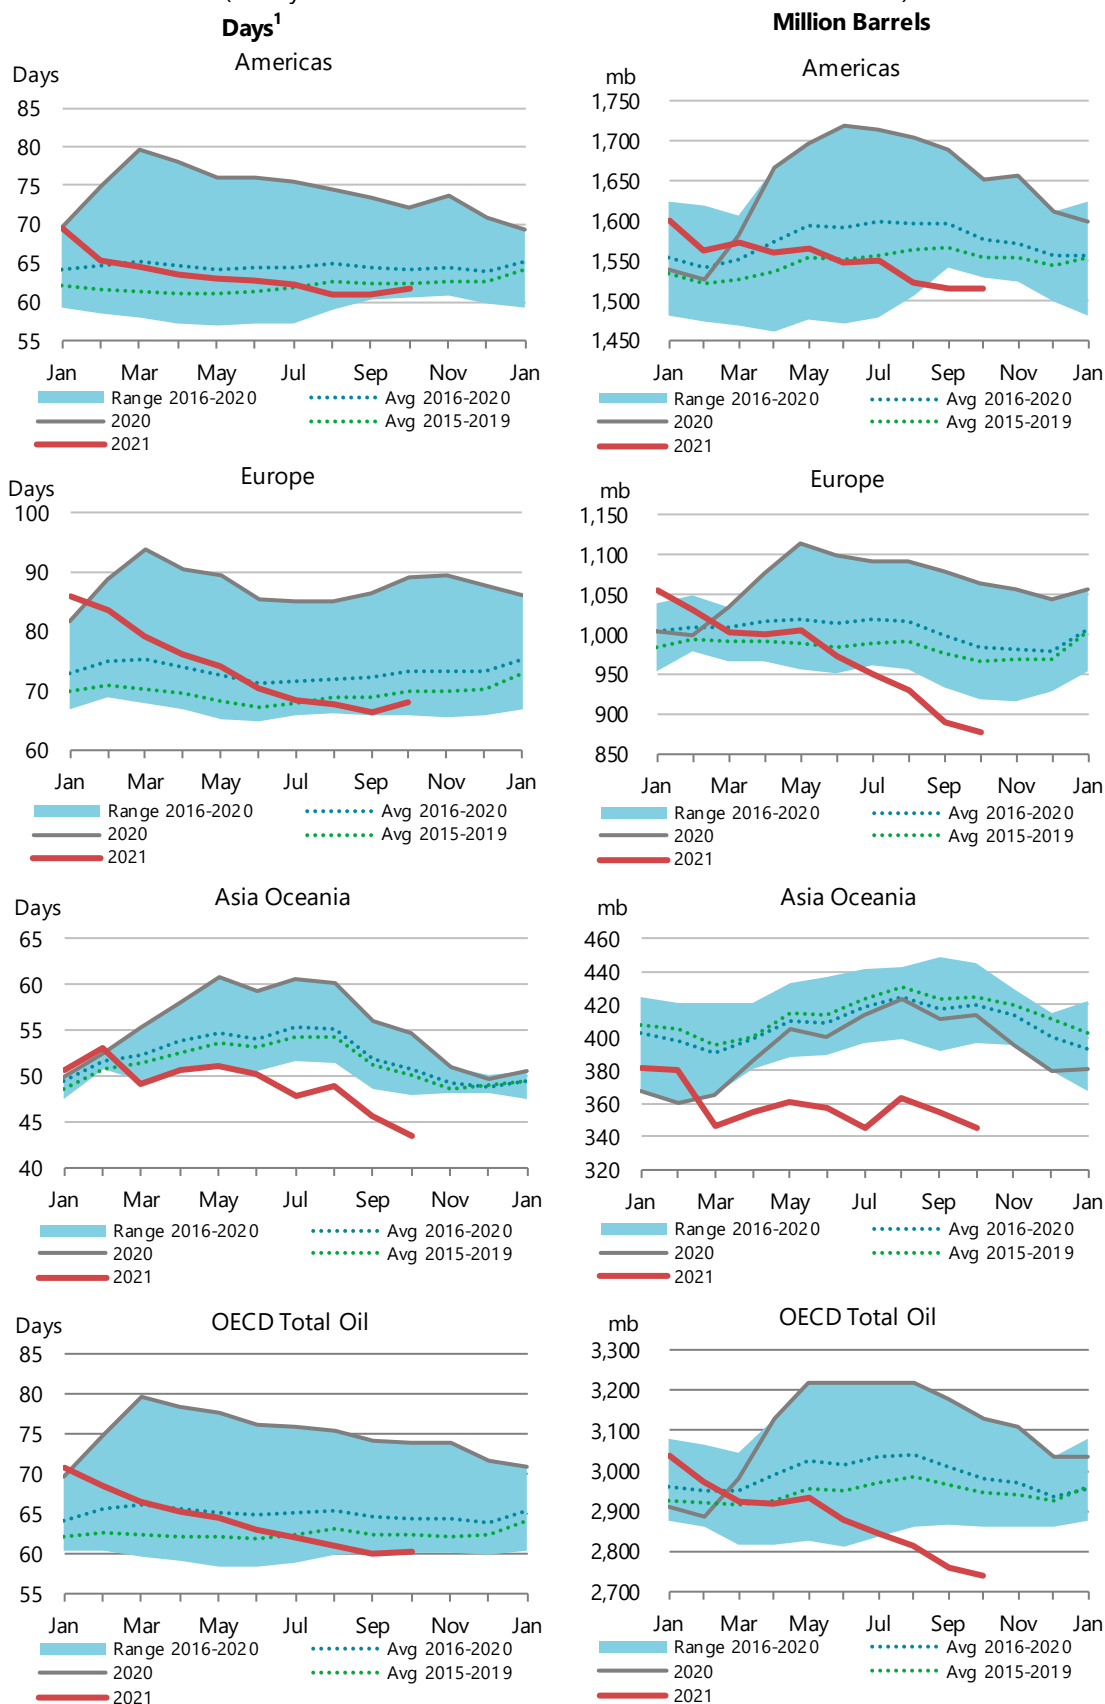 Days¹
Million Barrels
Americas
Days
85
80
75
70
65
60
55
Jan Mar May Jul Sep Nov Jan
Range 2016-2020
Avg 2016-2020
2020
Avg 2015-2019
2021
Americas
mb
1,750
1,700
1,650
1,600
1,550
1,500
1,450
Jan Mar May Jul Sep Nov Jan
Range 2016-2020
Avg 2016-2020
2020
Avg 2015-2019
2021
Europe
Days
100
90
80
70
60
Jan Mar May Jul Sep Nov Jan
Range 2016-2020
Avg 2016-2020
2020
Avg 2015-2019
2021
Europe
mb
1,150
1,100
1,050
1,000
950
900
850
Jan Mar May Jul Sep Nov Jan
Range 2016-2020
Avg 2016-2020
2020
Avg 2015-2019
2021
Asia Oceania
Days
65
60
55
50
45
40
Jan Mar May Jul Sep Nov Jan
Range 2016-2020
Avg 2016-2020
2020
Avg 2015-2019
2021
Asia Oceania
mb
460
440
420
400
380
360
340
320
Jan Mar May Jul Sep Nov Jan
Range 2016-2020
Avg 2016-2020
2020
Avg 2015-2019
2021
OECD Total Oil
Days
85
80
75
70
65
60
55
Jan Mar May Jul Sep Nov Jan
Range 2016-2020
Avg 2016-2020
2020
Avg 2015-2019
2021
OECD Total Oil
mb
3,300
3,200
3,100
3,000
2,900
2,800
2,700
Jan Mar May Jul Sep Nov Jan
Range 2016-2020
Avg 2016-2020
2020
Avg 2015-2019
2021